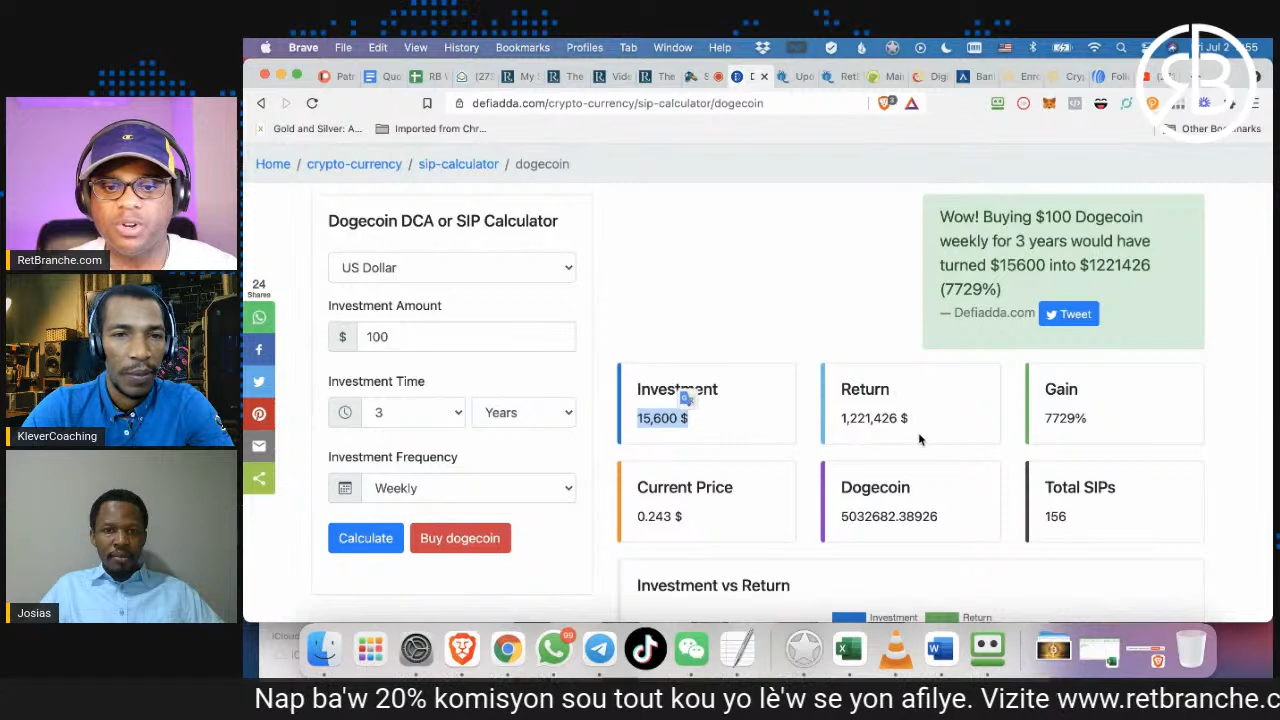 Brave File Edit View History Bookmarks Profiles Tab Window Help
defiadda.com/crypto-currency/sip-calculator/dogecoin
Gold and Silver: A... Imported from Chr... Other Bookmarks
RB
Home / crypto-currency / sip-calculator / dogecoin
Dogecoin DCA or SIP Calculator
US Dollar
Investment Amount
$ 100
Investment Time
3 Years
Investment Frequency
Weekly
Calculate Buy dogecoin
24
Shares
Wow! Buying $100 Dogecoin
weekly for 3 years would have
turned $15600 into $1221426
(7729%)
— Defiadda.com Tweet
Investment
15,600 $
Return
1,221,426 $
Gain
7729%
Current Price
0.243 $
Dogecoin
5032682.38926
Total SIPs
156
Investment vs Return
Investment Return
RetBranche.com
KleverCoaching
Josias
99
Nap ba'w 20% komisyon sou tout kou yo lè'w se yon afilye. Vizite www.retbranche.c